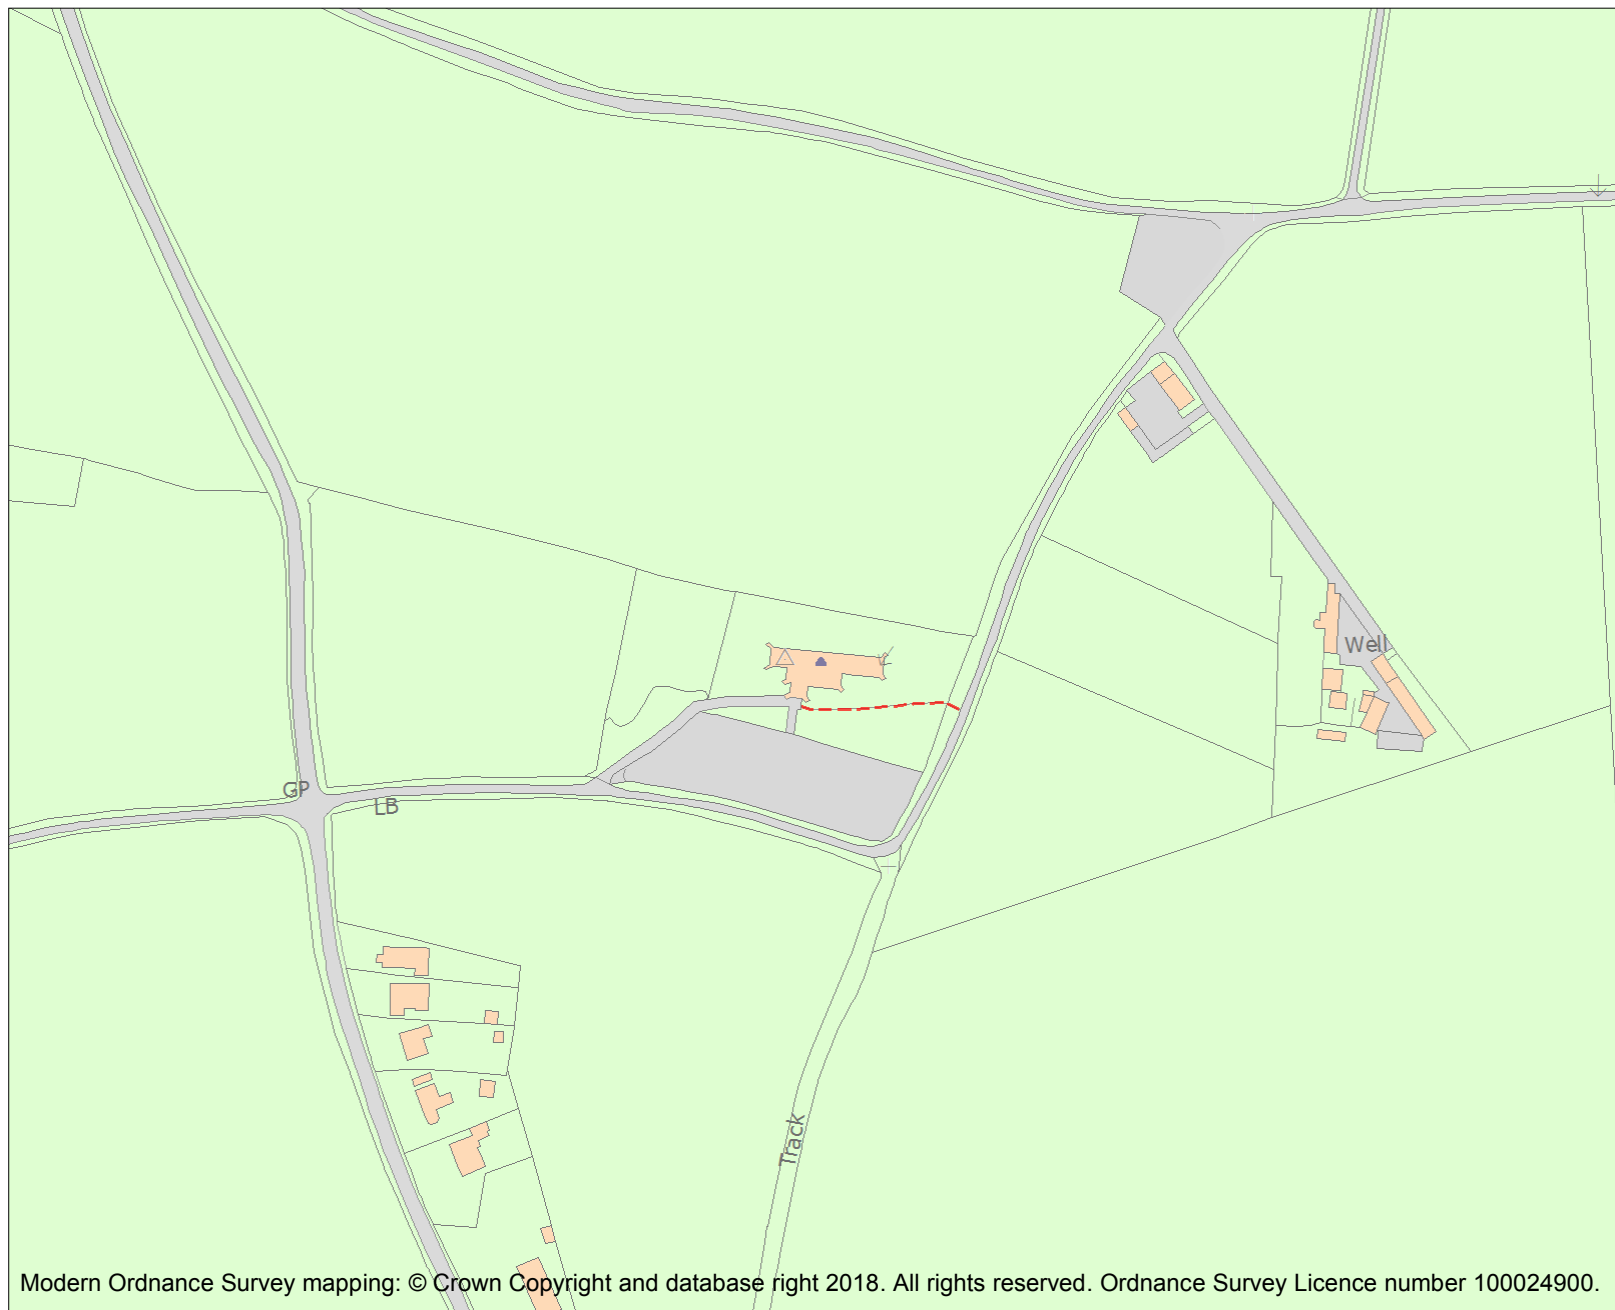 Well
GP
LB
Track
Modern Ordnance Survey mapping: © Crown Copyright and database right 2018. All rights reserved. Ordnance Survey Licence number 100024900.